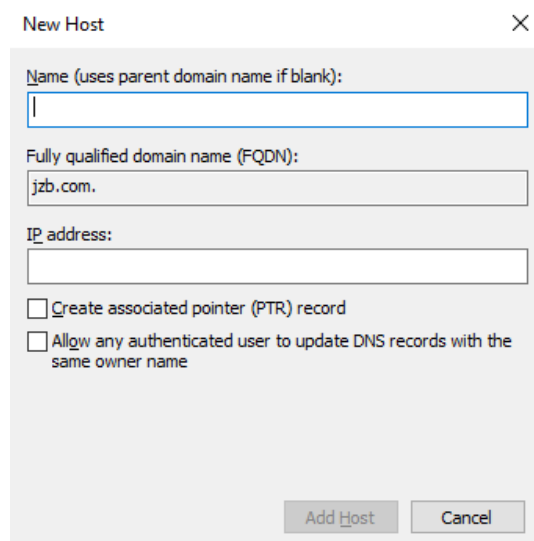 New Host
Name (uses parent domain name if blank):
Fully qualified domain name (FQDN):
jzb.com.
IP address:
Create associated pointer (PTR) record
Allow any authenticated user to update DNS records with the
same owner name
Add Host
Cancel